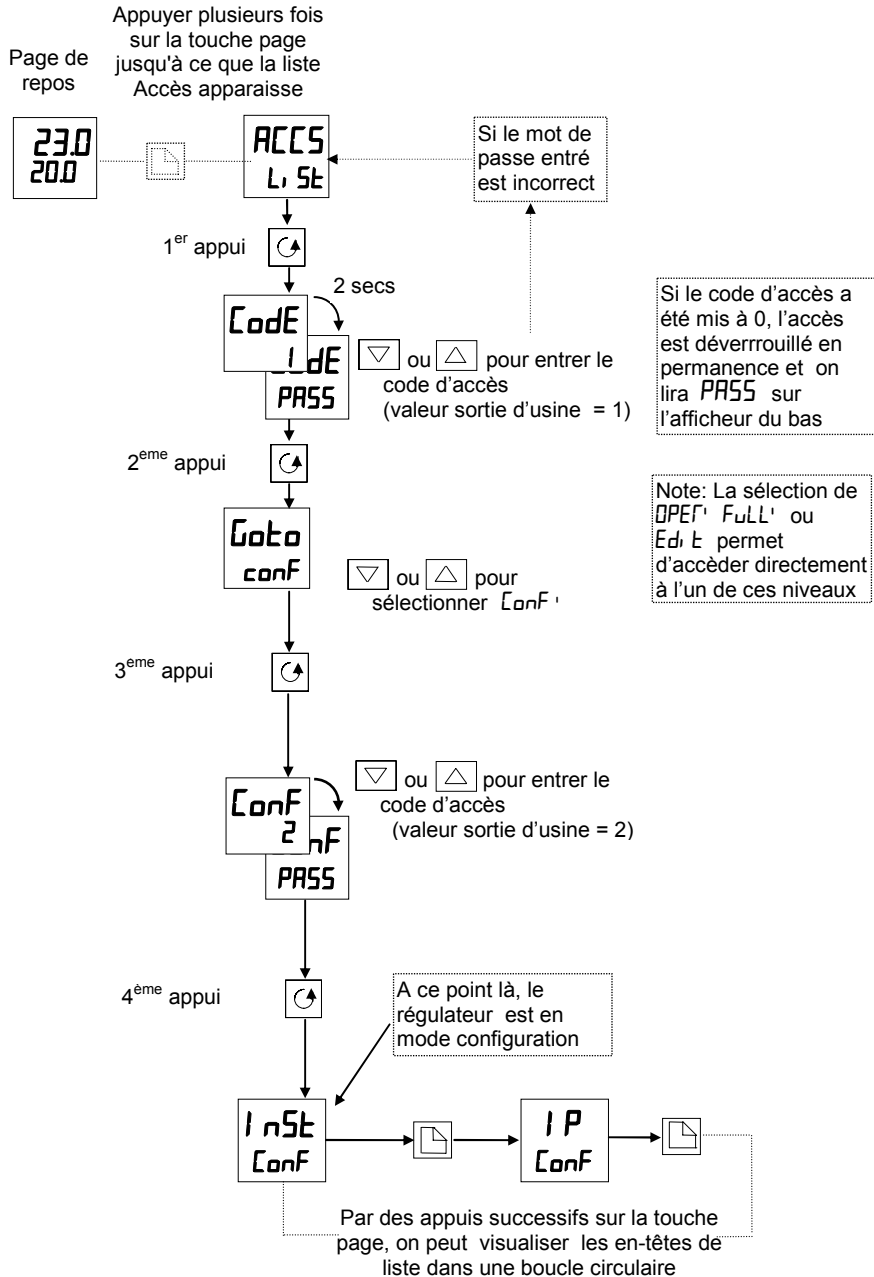 Appuyer plusieurs fois
sur la touche page
jusqu'à ce que la liste
Accès apparaisse
Page de
repos
23.0
20.0
ACCS
Li St
Si le mot de
passe entré
est incorrect
1er appui
2 secs
CodE
1
dE
PASS
ou pour entrer le
code d'accès
(valeur sortie d'usine = 1)
Si le code d'accès a
été mis à 0, l'accès
est déverrrouillé en
permanence et on
lira PASS sur
l'afficheur du bas
2eme appui
Goto
conF
ou pour
sélectionner ConF'
Note: La sélection de
OPEr' FuLL' ou
Edi t permet
d'accèder directement
à l'un de ces niveaux
3eme appui
ConF
2
nF
PASS
ou pour entrer le
code d'accès
(valeur sortie d'usine = 2)
4ème appui
A ce point là, le
régulateur est en
mode configuration
InSt
ConF
IP
ConF
Par des appuis successifs sur la touche
page, on peut visualiser les en-têtes de
liste dans une boucle circulaire